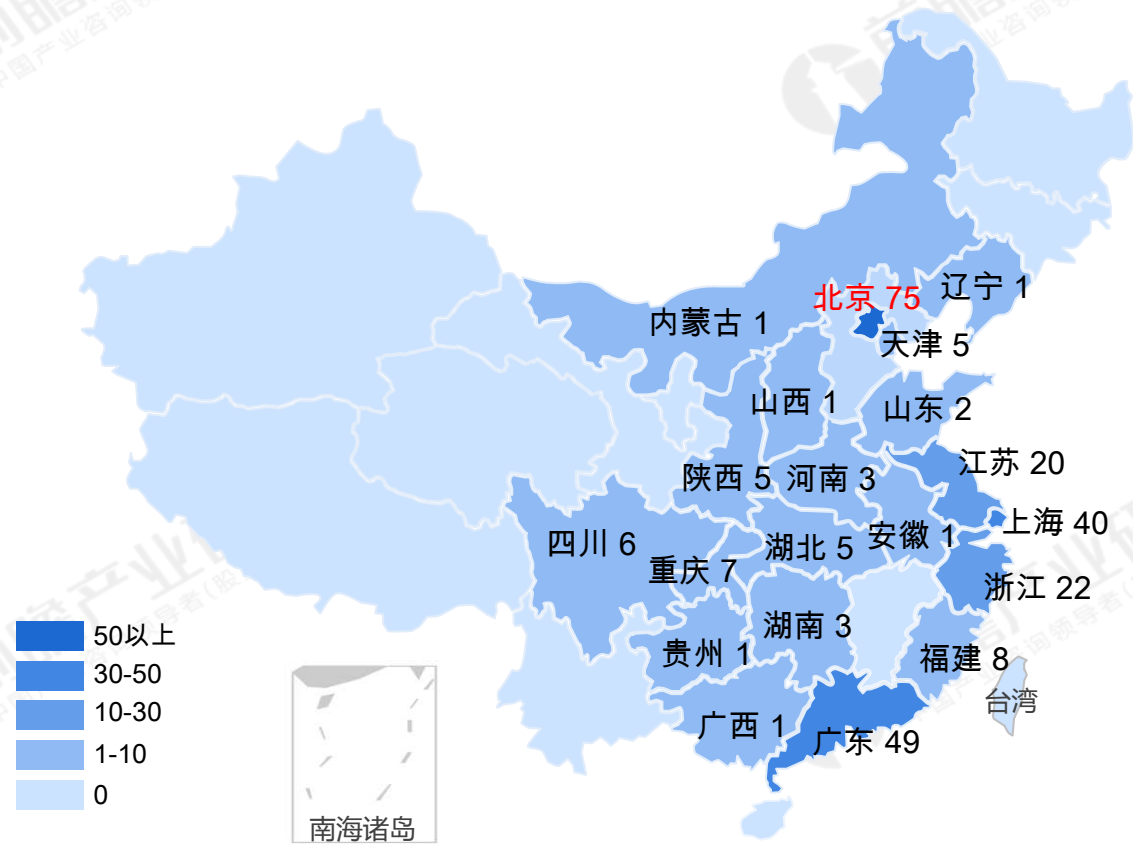 北京 75
辽宁 1
内蒙古 1
天津 5
山西 1
山东 2
江苏 20
陕西 5
河南 3
上海 40
安徽 1
四川 6
湖北 5
重庆 7
浙江 22
湖南 3
贵州 1
福建 8
台湾
广西 1
广东 49
50以上
30-50
10-30
1-10
0
南海诸岛